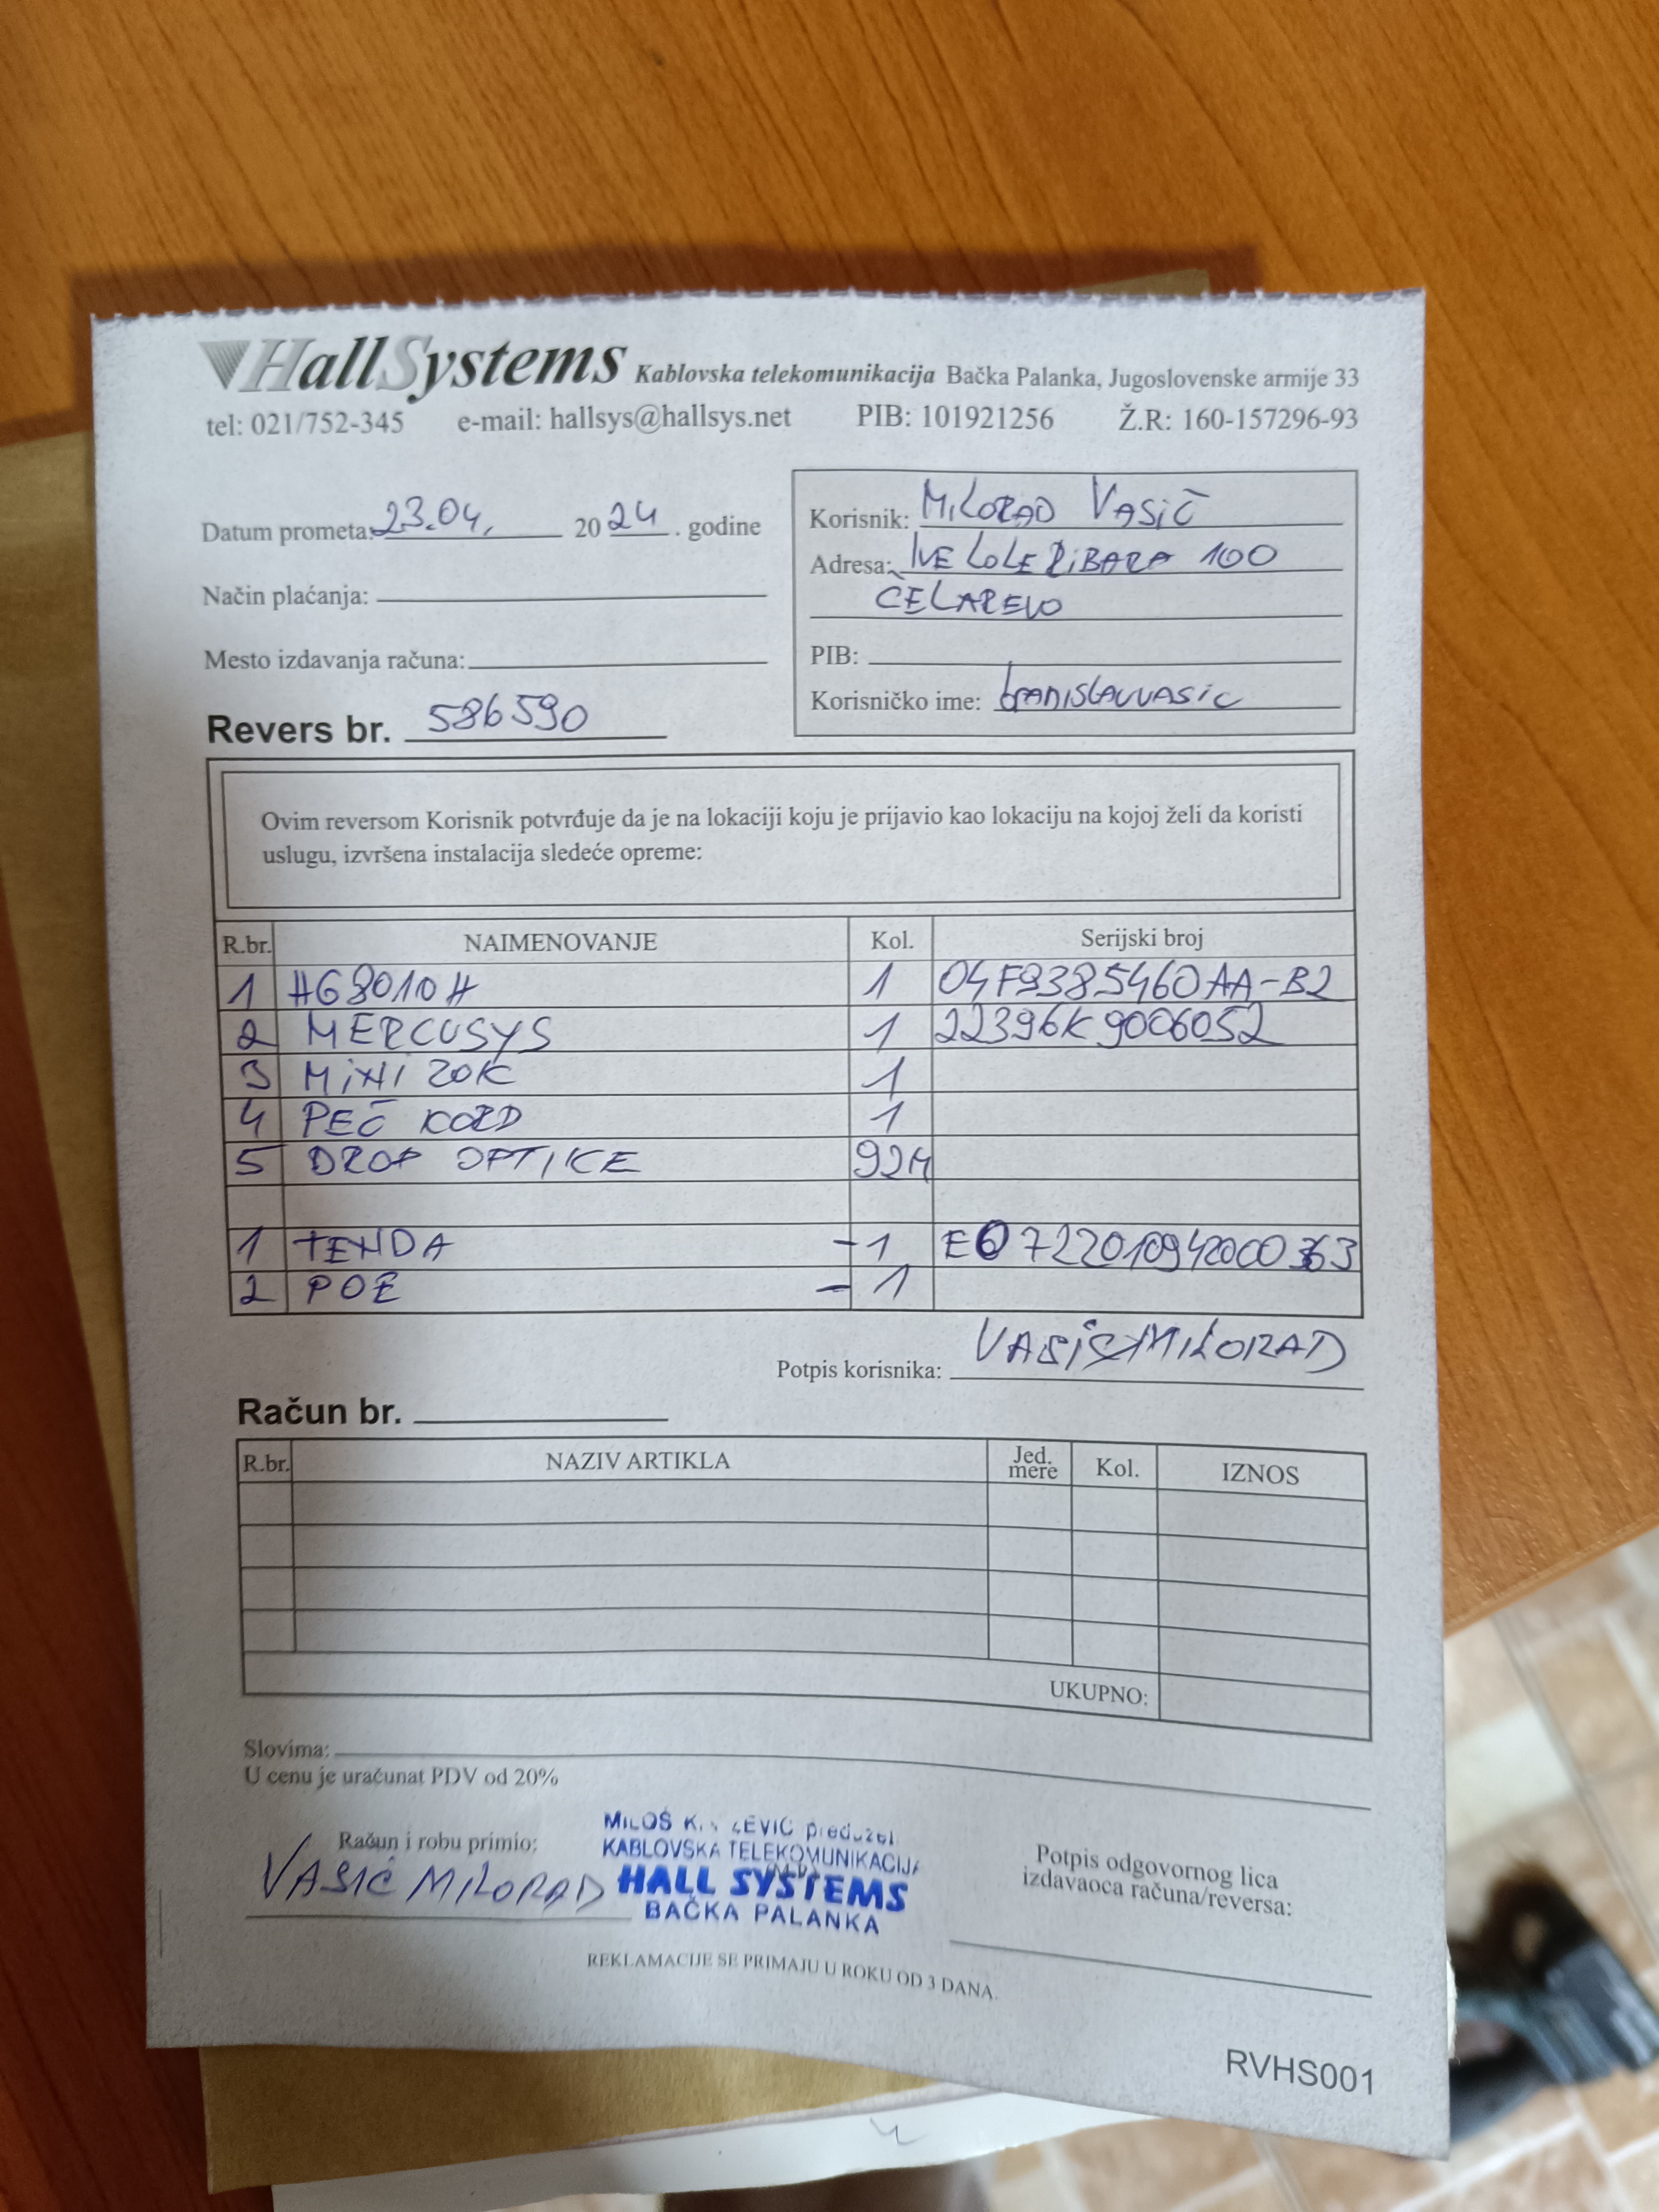 HallSystems Kablovska telekomunikacija Bačka Palanka, Jugoslovenske armije 33
tel: 021/752-345 e-mail: hallsys@hallsys.net PIB: 101921256 Ž.R: 160-157296-93
Datum prometa: 23.04. 2024. godine
Način plaćanja:
Mesto izdavanja računa:
Revers br. 586590
Korisnik: MILORAD VASIĆ
Adresa: IVE LOLE RIBARA 100
ČELAREVO
PIB:
Korisničko ime: branislavvasic
Ovim reversom Korisnik potvrđuje da je na lokaciji koju je prijavio kao lokaciju na kojoj želi da koristi
uslugu, izvršena instalacija sledeće opreme:
R.br. NAIMENOVANJE Kol. Serijski broj
1 HG8010H 1 04F9385460AA-B2
2 MERCUSYS 1 22396K9006052
3 MINI ZOK 1
4 PEČ KORD 1
5 DROP OPTIKE 92M
1 TENDA -1 E0722010942000363
2 POE -1
Potpis korisnika: VASIĆ MILORAD
Račun br.
R.br. NAZIV ARTIKLA Jed. mere Kol. IZNOS
UKUPNO:
Slovima:
U cenu je uračunat PDV od 20%
Račun i robu primio:
VASIĆ MILORAD
MILOŠ
KABLOVSKA TELEKOMUNIKACIJA
HALL SYSTEMS
BAČKA PALANKA
Potpis odgovornog lica
izdavaoca računa/reversa:
REKLAMACIJE SE PRIMAJU U ROKU OD 3 DANA.
RVHS001